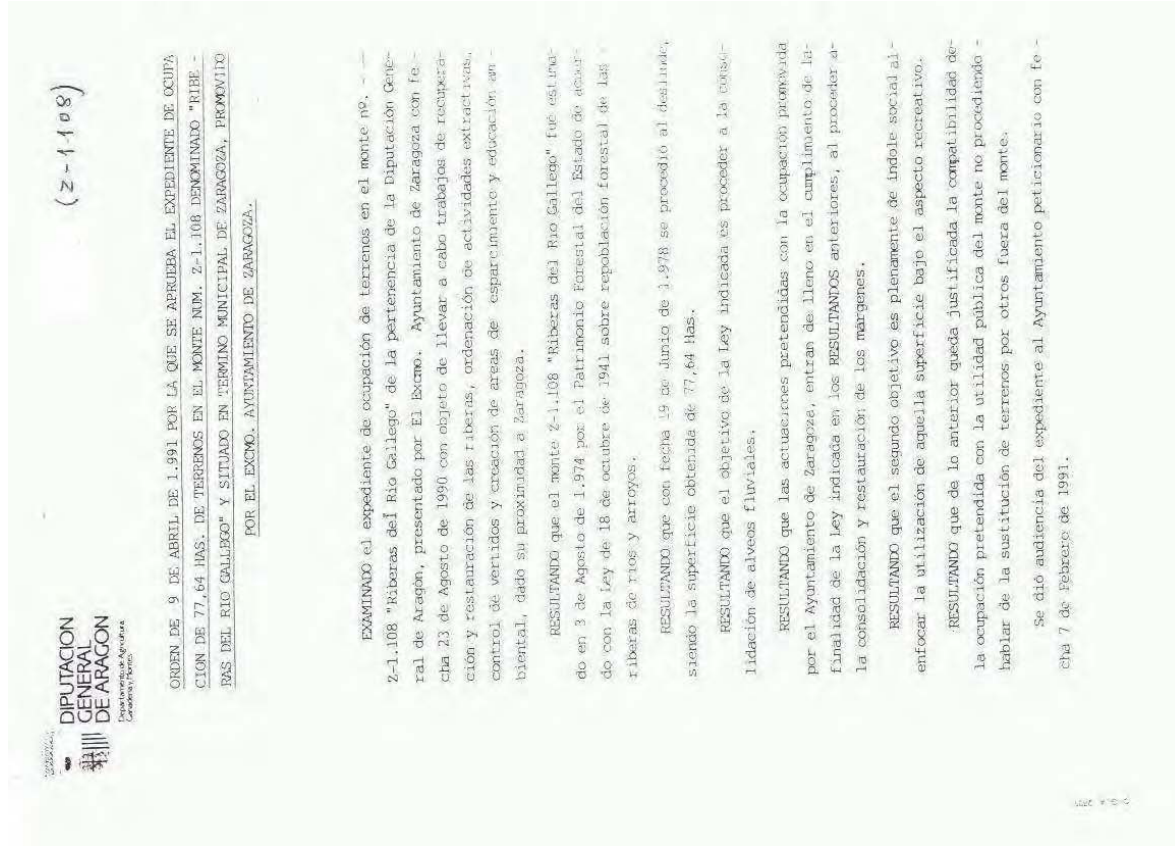 DIPUTACION
GENERAL
DE ARAGON
Departamento de Agricultura
Ganadería y Montes
(Z-1.108)
ORDEN DE 9 DE ABRIL DE 1.991 POR LA QUE SE APRUEBA EL EXPEDIENTE DE OCUPA
CION DE 77,64 HAS. DE TERRENOS EN EL MONTE NUM. Z-1.108 DENOMINADO "RIBE -
RAS DEL RIO GALLEGO" Y SITUADO EN TERMINO MUNICIPAL DE ZARAGOZA, PROMOVIDO
POR EL EXCMO. AYUNTAMIENTO DE ZARAGOZA.
EXAMINADO el expediente de ocupación de terrenos en el monte nº. - -
Z-1.108 "Riberas del Rio Gallego" de la pertenencia de la Diputación Gene-
ral de Aragón, presentado por El Excmo. Ayuntamiento de Zaragoza con fe -
cha 23 de Agosto de 1990 con objeto de llevar a cabo trabajos de recupera-
ción y restauración de las riberas, ordenación de actividades extractivas,
control de vertidos y creación de areas de esparcimiento y educación am -
biental, dado su proximidad a Zaragoza.
RESULTANDO que el monte Z-1.108 "Riberas del Rio Gallego" fué estima-
do en 3 de Agosto de 1.974 por el Patrimonio Forestal del Estado de acuer-
do con la Ley de 18 de octubre de 1941 sobre repoblación forestal de las -
riberas de rios y arroyos.
RESULTANDO que con fecha 19 de Junio de 1.978 se procedió al deslinde,
siendo la superficie obtenida de 77,64 Has.
RESULTANDO que el objetivo de la Ley indicada es proceder a la conso-
lidación de alveos fluviales.
RESULTANDO que las actuaciones pretendidas con la ocupación promovida
por el Ayuntamiento de Zaragoza, entran de lleno en el cumplimiento de la-
finalidad de la Ley indicada en los RESULTANDOS anteriores, al proceder a-
la consolidación y restauración de los márgenes.
RESULTANDO que el segundo objetivo es plenamente de indole social al-
enfocar la utilización de aquella superficie bajo el aspecto recreativo.
RESULTANDO que de lo anterior queda justificada la compatibilidad de-
la ocupación pretendida con la utilidad pública del monte no procediendo -
hablar de la sustitución de terrenos por otros fuera del monte.
Se dió audiencia del expediente al Ayuntamiento peticionario con fe -
cha 7 de Febrero de 1991.